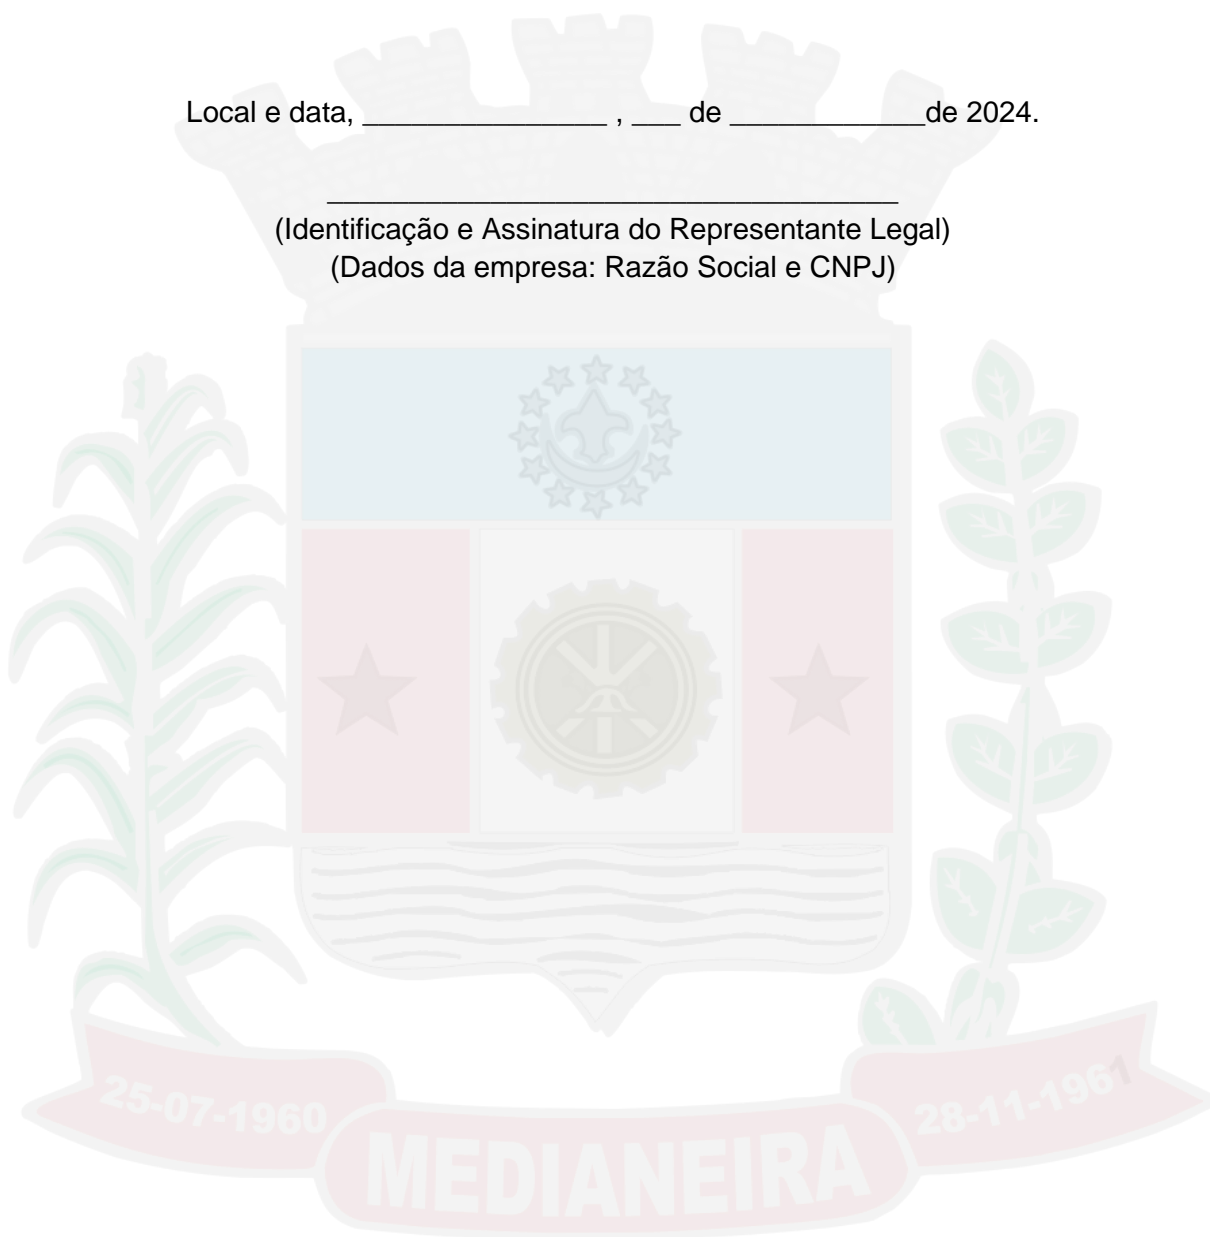 Local e data, _______________ , ___ de ____________de 2024.
___________________________________
(Identificação e Assinatura do Representante Legal)
(Dados da empresa: Razão Social e CNPJ)
25-07-1960
28-11-1961
MEDIANEIRA